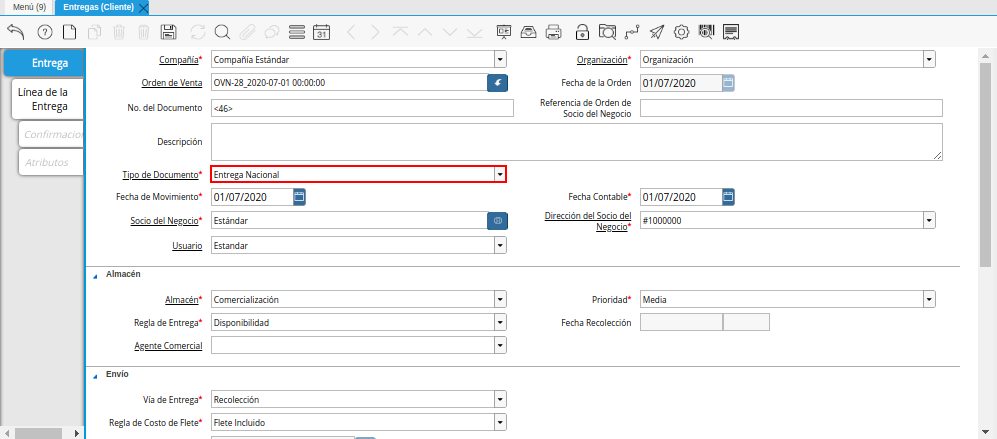 Menú (9) Entregas (Cliente)
31
Entrega
Línea de la Entrega
Confirmacion
Atributos
Compañía* Compañía Estándar Organización* Organización
Orden de Venta OVN-28_2020-07-01 00:00:00 Fecha de la Orden 01/07/2020
No. del Documento <46> Referencia de Orden de Socio del Negocio
Descripción
Tipo de Documento* Entrega Nacional
Fecha de Movimiento* 01/07/2020 Fecha Contable* 01/07/2020
Socio del Negocio* Estándar Dirección del Socio del Negocio* #1000000
Usuario Estandar
Almacén
Almacén* Comercialización Prioridad* Media
Regla de Entrega* Disponibilidad Fecha Recolección
Agente Comercial
Envío
Vía de Entrega* Recolección
Regla de Costo de Flete* Flete Incluido